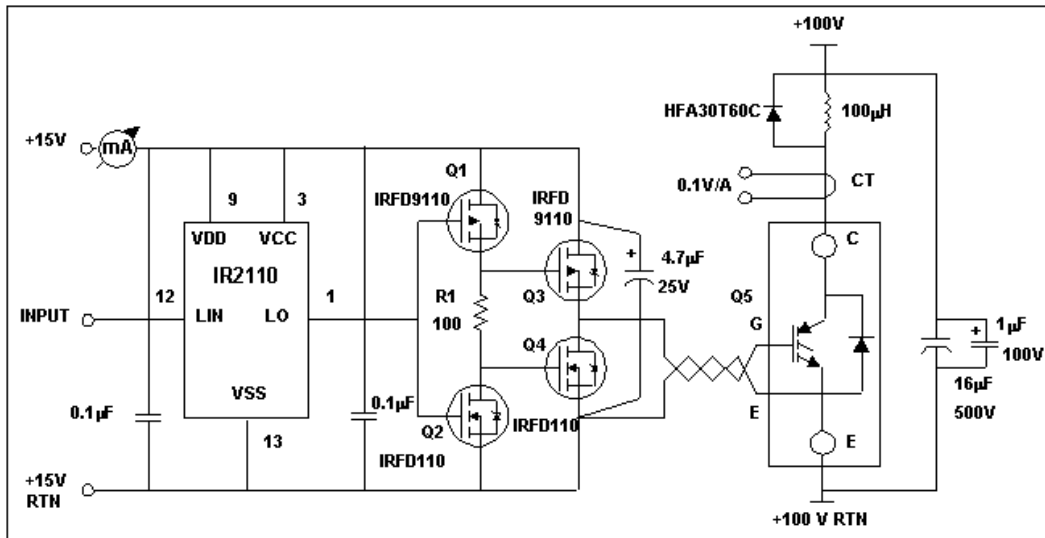 +100V
HFA30T60C
100µH
+15V
mA
Q1
0.1V/A
CT
IRFD9110
IRFD
9110
9
3
VDD
VCC
C
IR2110
+
4.7µF
25V
12
1
R1
100
Q3
Q5
INPUT
LIN
LO
G
+
1µF
100V
Q4
VSS
16µF
500V
0.1µF
0.1µF
E
Q2
IRFD110
13
E
IRFD110
+15V
RTN
+100 V RTN